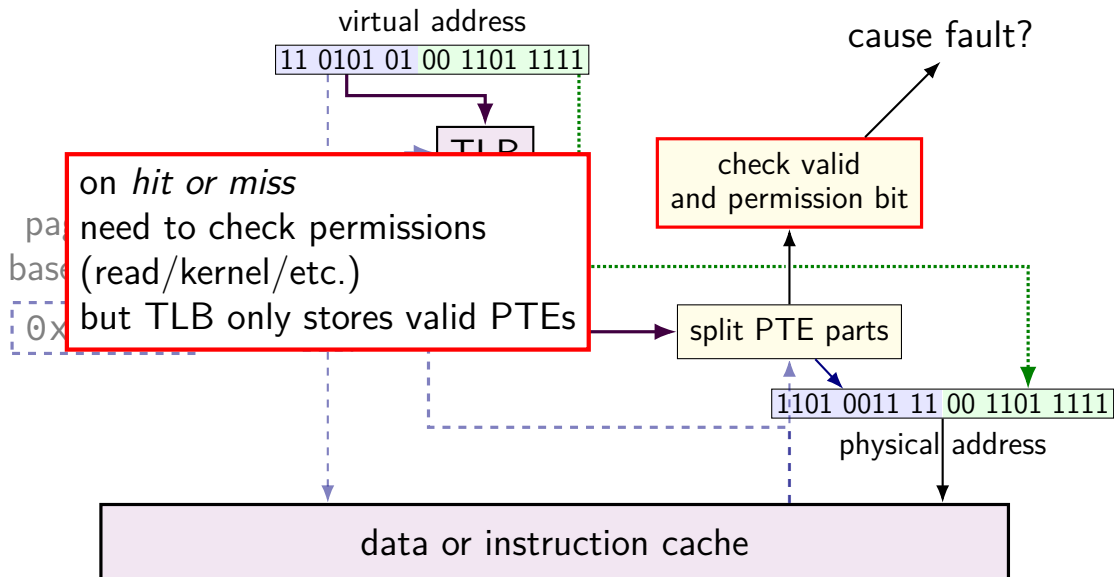 virtual address
11 0101 01 00 1101 1111
cause fault?
TLB
check valid
and permission bit
on hit or miss
need to check permissions
(read/kernel/etc.)
but TLB only stores valid PTEs
0x
split PTE parts
1101 0011 11 00 1101 1111
physical address
data or instruction cache